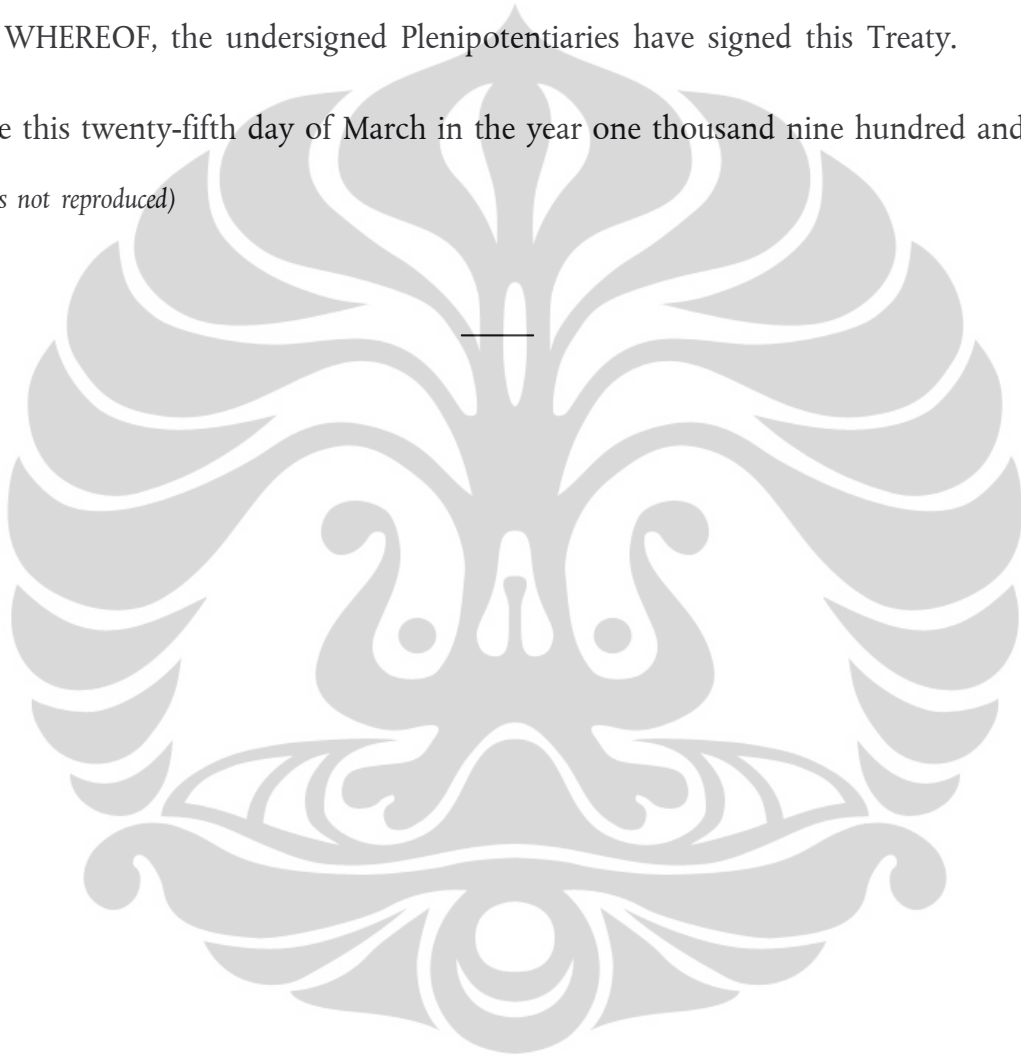 WHEREOF, the undersigned Plenipotentiaries have signed this Treaty.
e this twenty-fifth day of March in the year one thousand nine hundred and
s not reproduced)